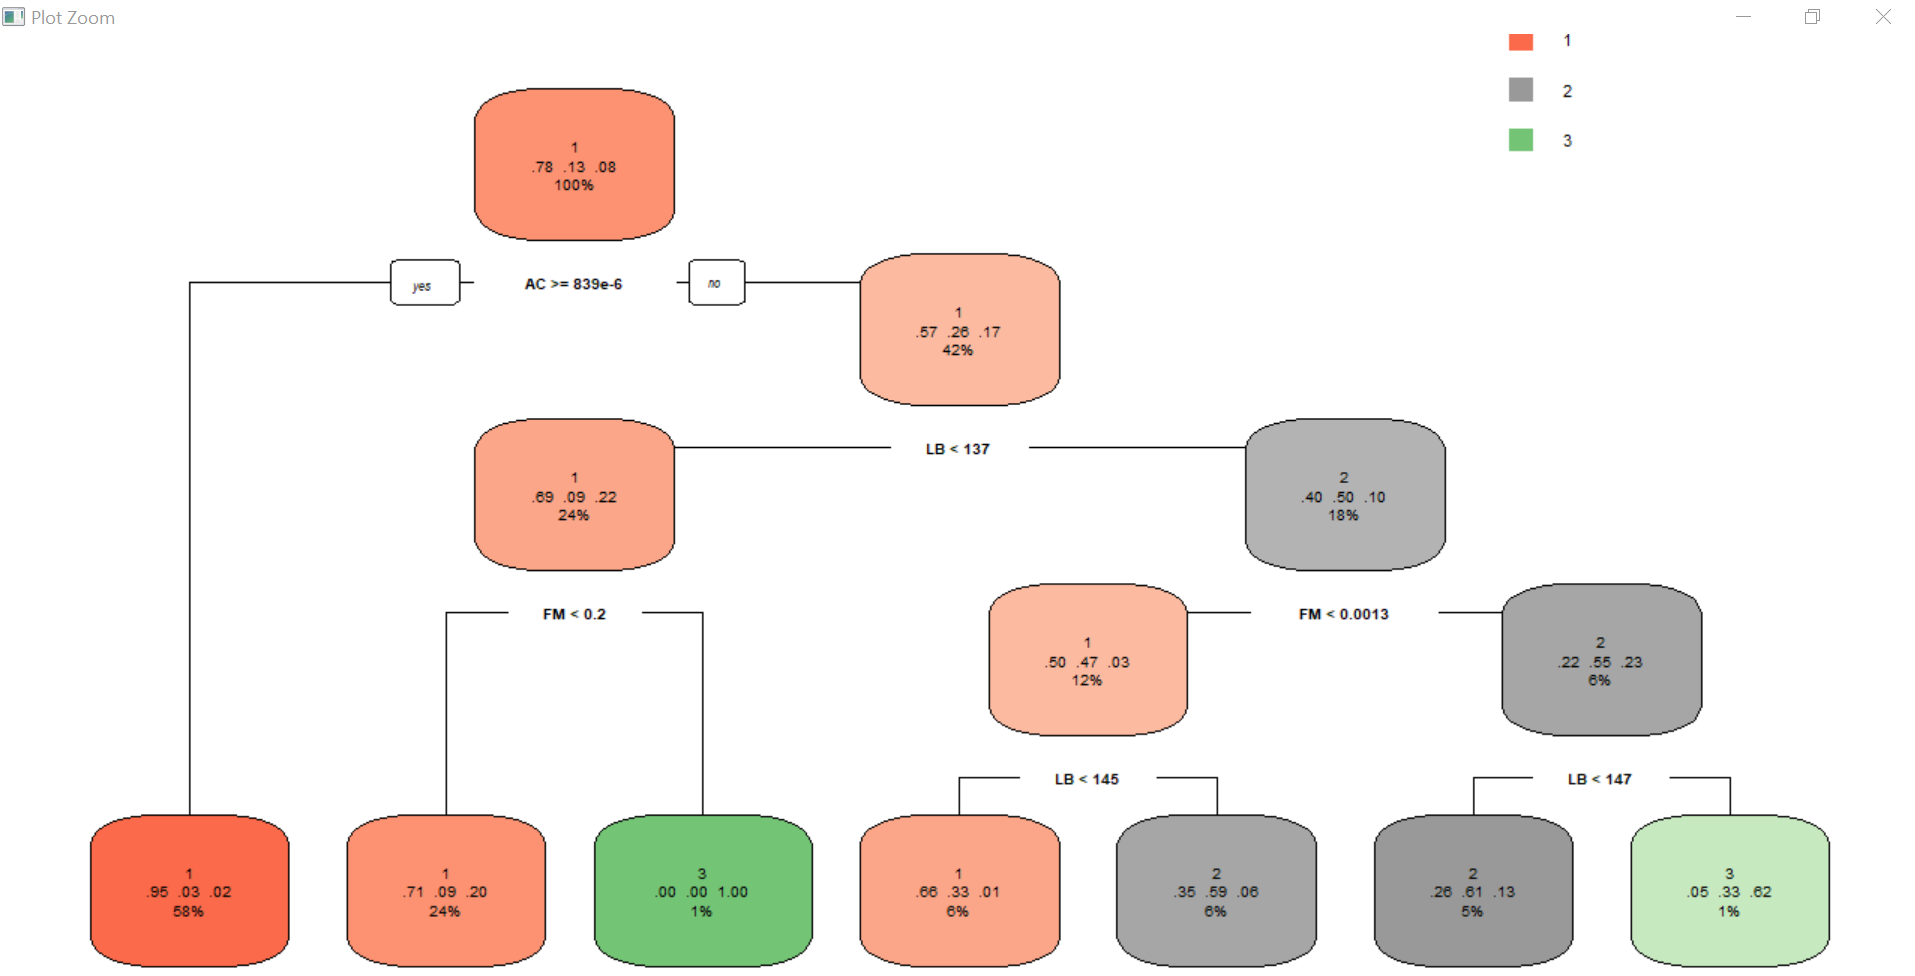 Plot Zoom
1
2
3
1
.78 .13 .08
100%
yes
AC >= 839e-6
no
1
.57 .26 .17
42%
LB < 137
1
.69 .09 .22
24%
2
.40 .50 .10
18%
FM < 0.2
FM < 0.0013
1
.50 .47 .03
12%
2
.22 .55 .23
6%
LB < 145
LB < 147
1
.95 .03 .02
58%
1
.71 .09 .20
24%
3
.00 .00 1.00
1%
1
.66 .33 .01
6%
2
.35 .59 .06
6%
2
.26 .61 .13
5%
3
.05 .33 .62
1%